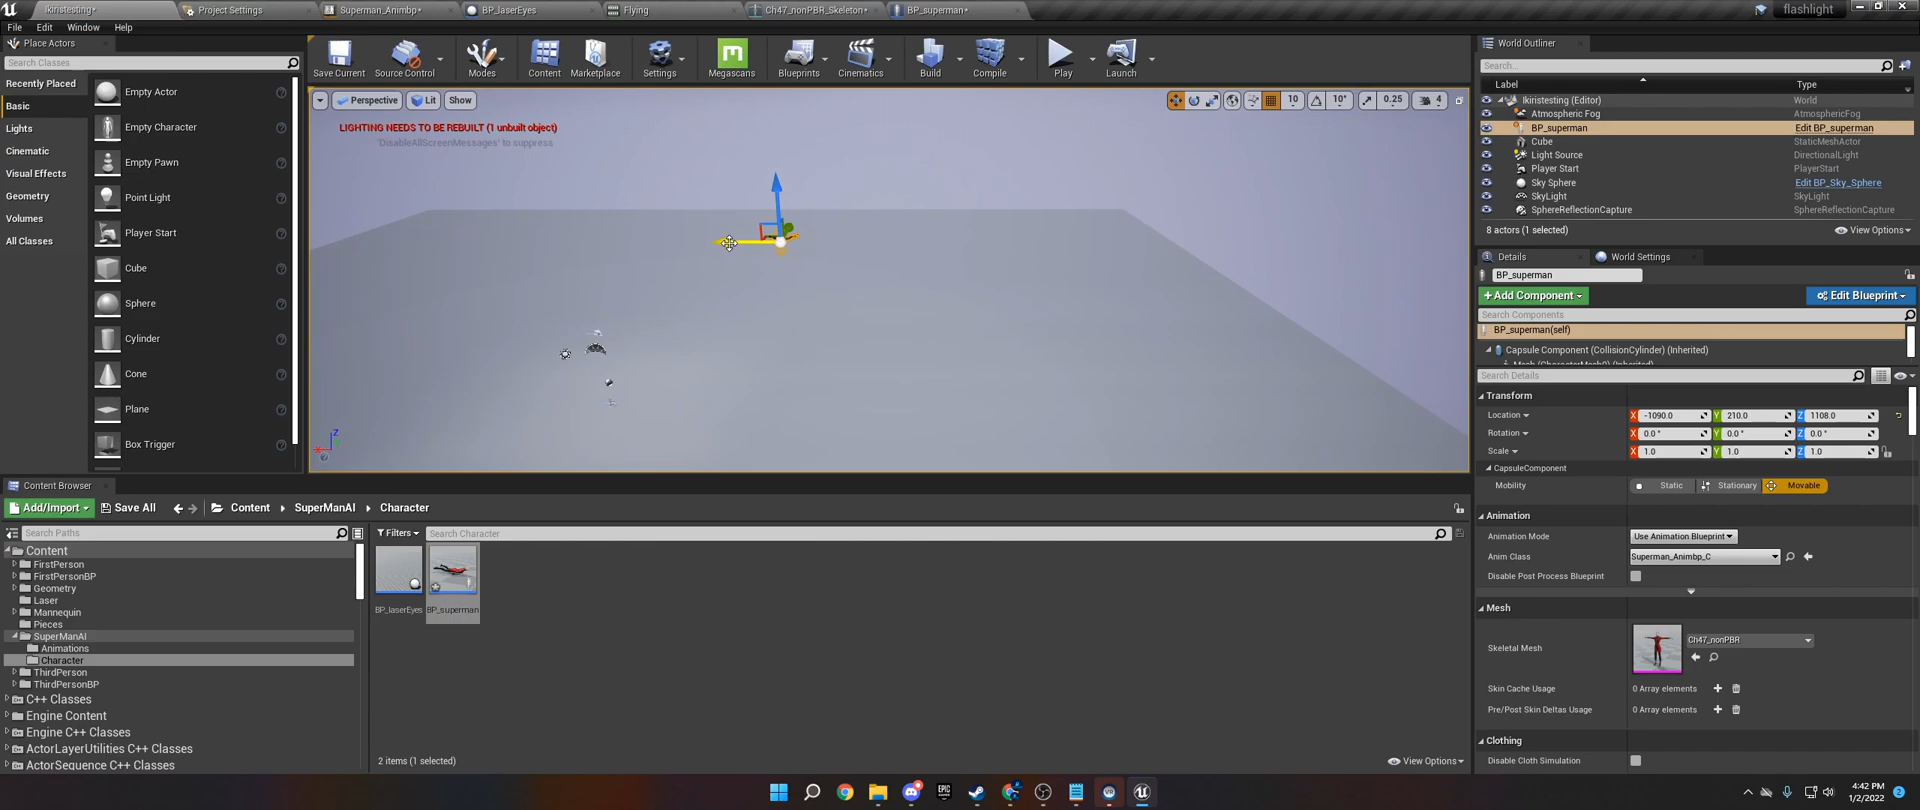 Ikiristesting*
Project Settings
Superman_Animbp*
BP_laserEyes
Flying
Ch47_nonPBR_Skeleton*
BP_superman*
flashlight
File Edit Window Help
Place Actors
Search Classes
Recently Placed
Basic
Lights
Cinematic
Visual Effects
Geometry
Volumes
All Classes
Empty Actor
Empty Character
Empty Pawn
Point Light
Player Start
Cube
Sphere
Cylinder
Cone
Plane
Box Trigger
Save Current
Source Control
Modes
Content
Marketplace
Settings
Megascans
Blueprints
Cinematics
Build
Compile
Play
Launch
Perspective
Lit
Show
10
10°
0.25
4
LIGHTING NEEDS TO BE REBUILT (1 unbuilt object)
'DisableAllScreenMessages' to suppress
Z
World Outliner
Search...
Label Type
Ikiristesting (Editor) World
Atmospheric Fog AtmosphericFog
BP_superman Edit BP_superman
Cube StaticMeshActor
Light Source DirectionalLight
Player Start PlayerStart
Sky Sphere Edit BP_Sky_Sphere
SkyLight SkyLight
SphereReflectionCapture SphereReflectionCapture
8 actors (1 selected)
View Options
Details
World Settings
BP_superman
+Add Component
Edit Blueprint
Search Components
BP_superman(self)
Capsule Component (CollisionCylinder) (Inherited)
Mesh (CharacterMesh0) (Inherited)
Search Details
Transform
Location X -1090.0 Y 210.0 Z 1108.0
Rotation X 0.0° Y 0.0° Z 0.0°
Scale X 1.0 Y 1.0 Z 1.0
CapsuleComponent
Mobility Static Stationary Movable
Animation
Animation Mode Use Animation Blueprint
Anim Class Superman_Animbp_C
Disable Post Process Blueprint
Mesh
Skeletal Mesh Ch47_nonPBR
Skin Cache Usage 0 Array elements
Pre/Post Skin Deltas Usage 0 Array elements
Clothing
Disable Cloth Simulation
Content Browser
Add/Import
Save All
Content SuperManAI Character
Search Paths
Filters
Search Character
Content
FirstPerson
FirstPersonBP
Geometry
Laser
Mannequin
Pieces
SuperManAI
Animations
Character
ThirdPerson
ThirdPersonBP
C++ Classes
Engine Content
Engine C++ Classes
ActorLayerUtilities C++ Classes
ActorSequence C++ Classes
BP_laserEyes
BP_superman
2 items (1 selected)
View Options
EPIC
4:42 PM
1/2/2022
2